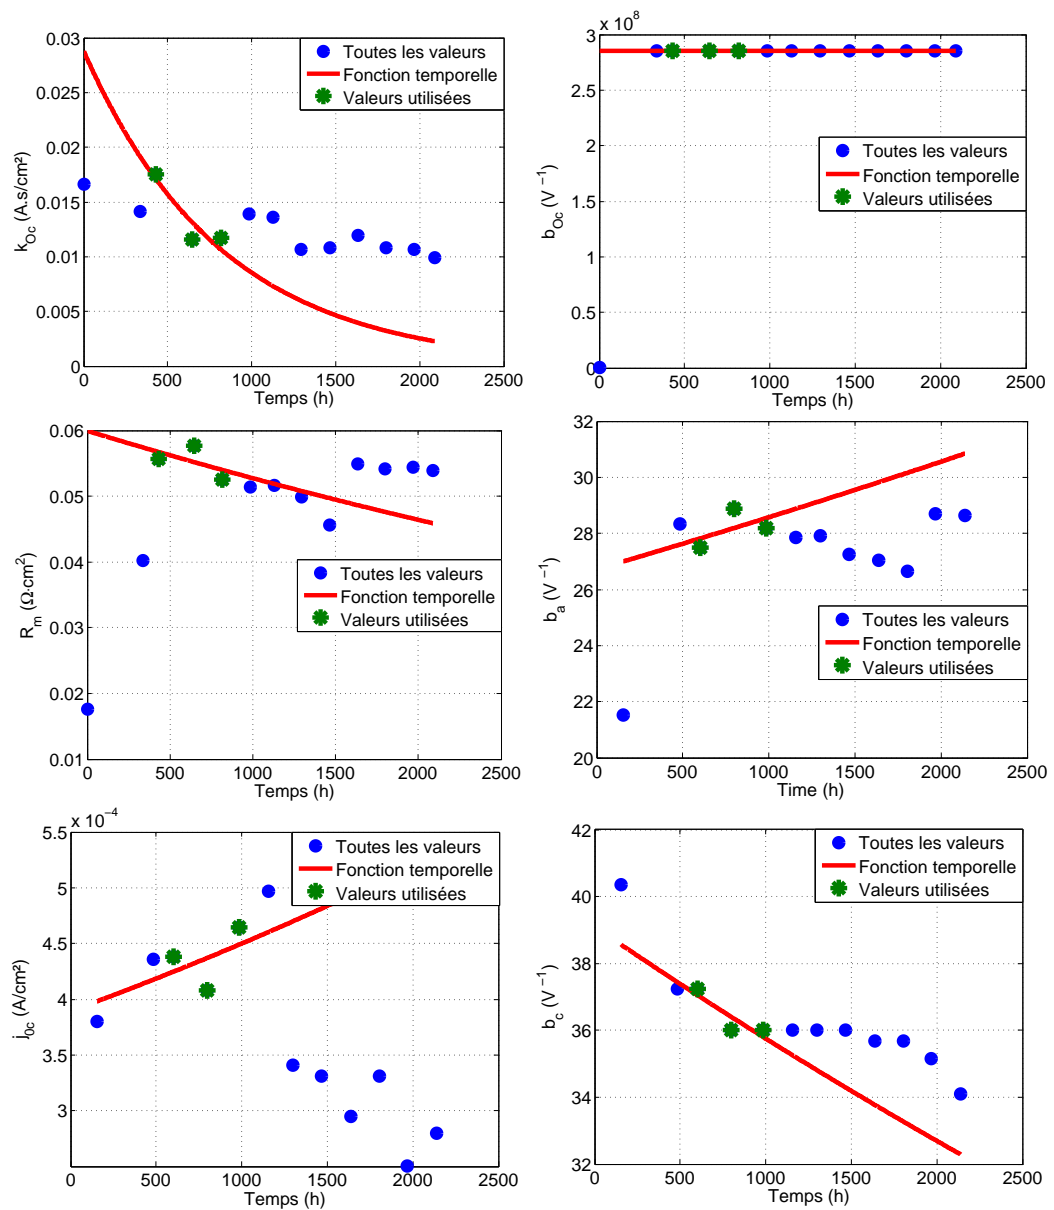 0.03
0.025
0.02
0.015
0.01
0.005
0
k_Oc (A.s/cm²)
Toutes les valeurs
Fonction temporelle
Valeurs utilisées
0 500 1000 1500 2000 2500
Temps (h)
x 10^8
3
2.5
2
1.5
1
0.5
0
b_Oc (V^−1)
Toutes les valeurs
Fonction temporelle
Valeurs utilisées
0 500 1000 1500 2000 2500
Temps (h)
0.06
0.05
0.04
0.03
0.02
0.01
R_m (Ω·cm²)
Toutes les valeurs
Fonction temporelle
Valeurs utilisées
0 500 1000 1500 2000 2500
Temps (h)
32
30
28
26
24
22
20
b_a (V^−1)
Toutes les valeurs
Fonction temporelle
Valeurs utilisées
0 500 1000 1500 2000 2500
Time (h)
x 10^−4
5.5
5
4.5
4
3.5
3
j_0c (A/cm²)
Toutes les valeurs
Fonction temporelle
Valeurs utilisées
0 500 1000 1500 2000 2500
Temps (h)
42
40
38
36
34
32
b_c (V^−1)
Toutes les valeurs
Fonction temporelle
Valeurs utilisées
0 500 1000 1500 2000 2500
Temps (h)